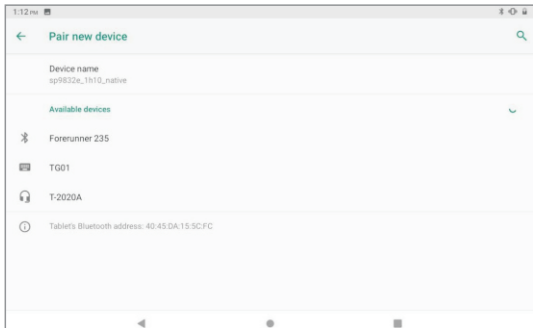 1:12 PM
Pair new device
Device name
sp9832e_1h10_native
Available devices
Forerunner 235
TG01
T-2020A
Tablet's Bluetooth address: 40:45:DA:15:5C:FC